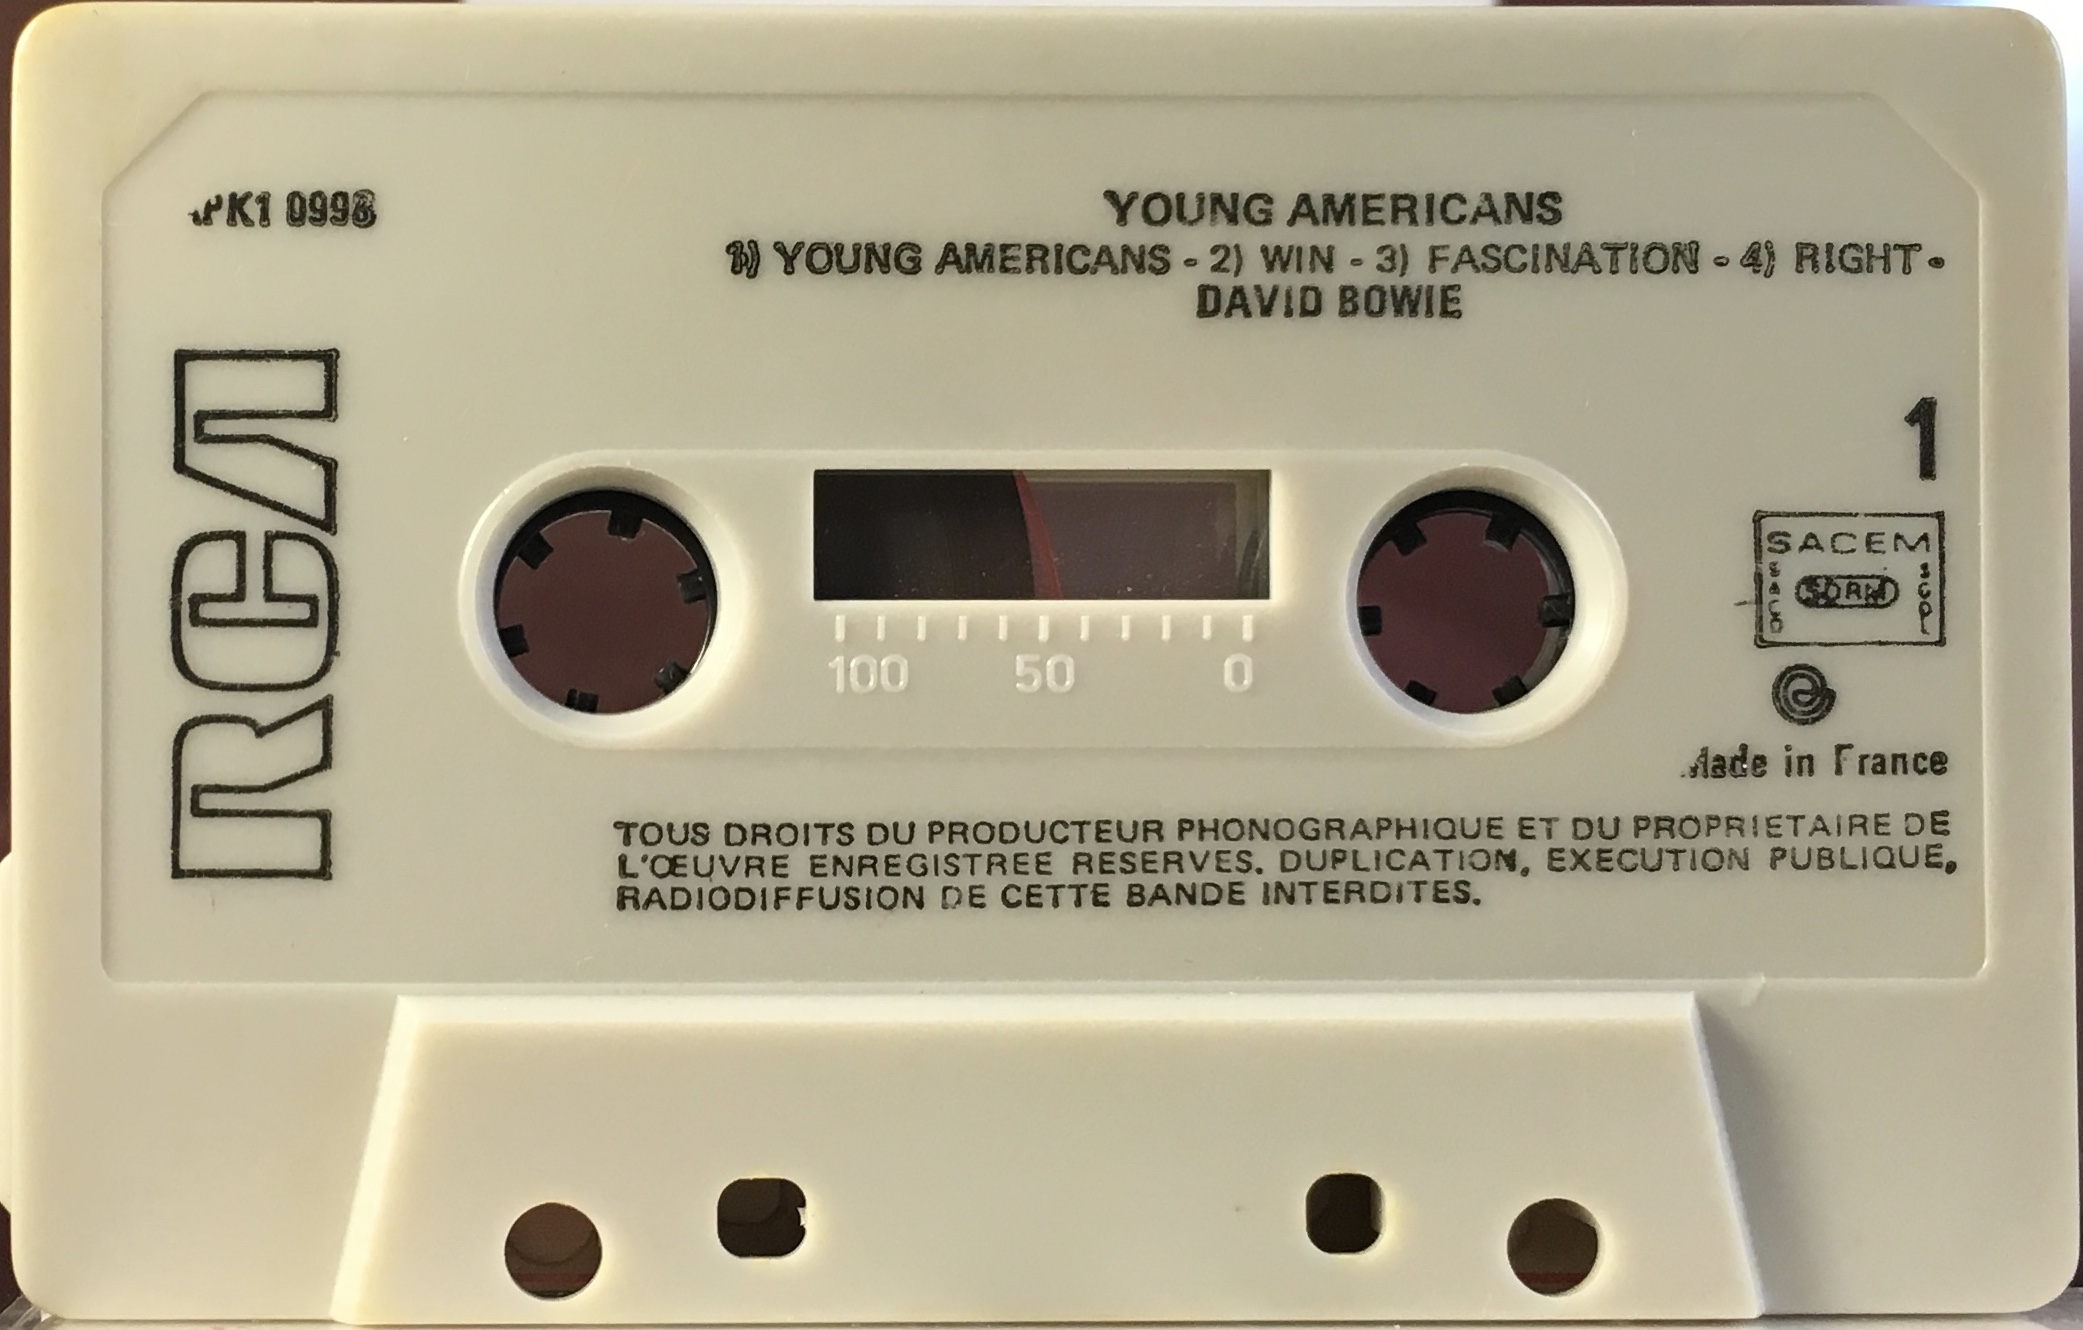 PK1 0998
YOUNG AMERICANS
1) YOUNG AMERICANS - 2) WIN - 3) FASCINATION - 4) RIGHT -
DAVID BOWIE
RCA
1
100 50 0
SACEM
SACD SDRM SGDL
Made in France
TOUS DROITS DU PRODUCTEUR PHONOGRAPHIQUE ET DU PROPRIETAIRE DE
L'ŒUVRE ENREGISTREE RESERVES. DUPLICATION, EXECUTION PUBLIQUE,
RADIODIFFUSION DE CETTE BANDE INTERDITES.